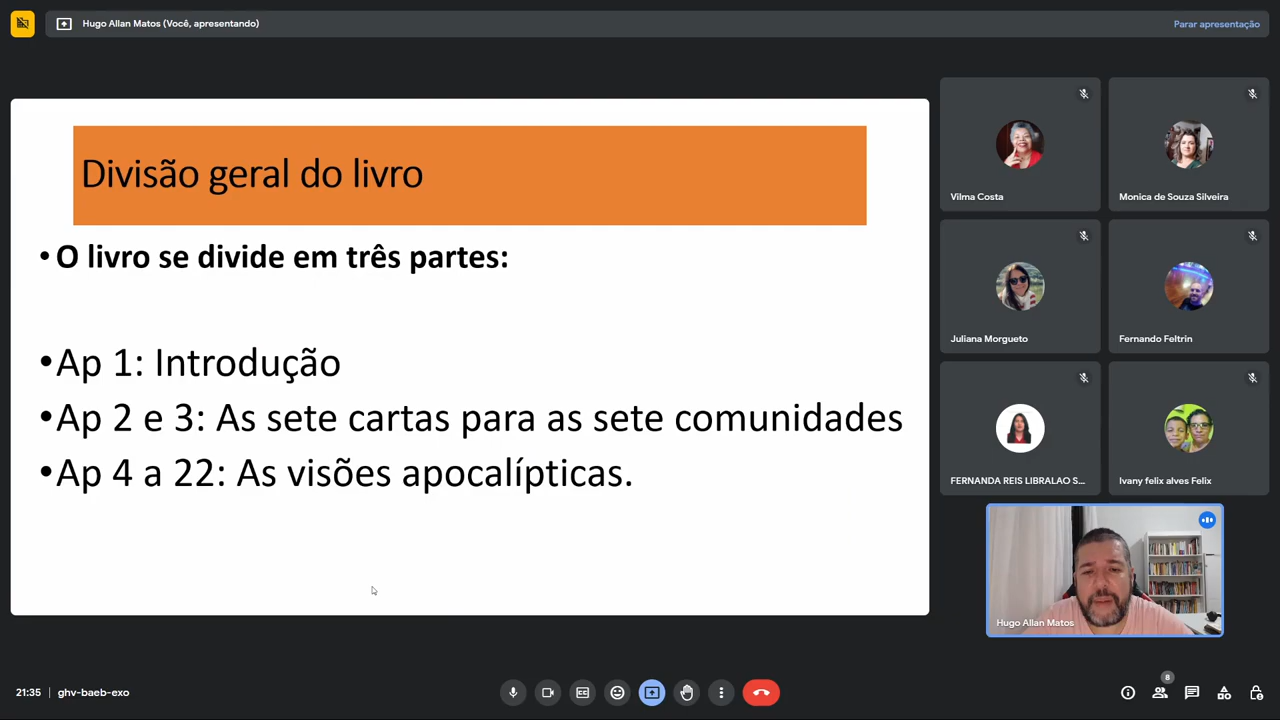 Hugo Allan Matos (Você, apresentando)
Parar apresentação
Divisão geral do livro
• O livro se divide em três partes:
•Ap 1: Introdução
•Ap 2 e 3: As sete cartas para as sete comunidades
•Ap 4 a 22: As visões apocalípticas.
Vilma Costa
Monica de Souza Silveira
Juliana Morgueto
Fernando Feltrin
FERNANDA REIS LIBRALAO S...
Ivany felix alves Felix
Hugo Allan Matos
21:35 | ghv-baeb-exo
8